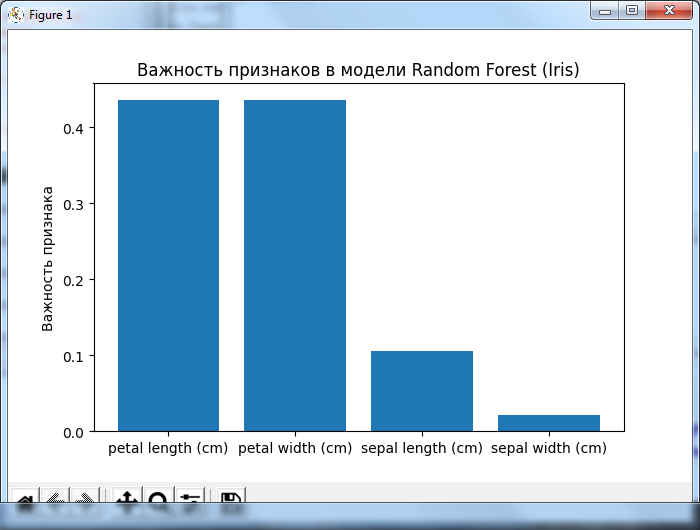 Figure 1
Важность признаков в модели Random Forest (Iris)
Важность признака
0.4
0.3
0.2
0.1
0.0
petal length (cm) petal width (cm) sepal length (cm) sepal width (cm)